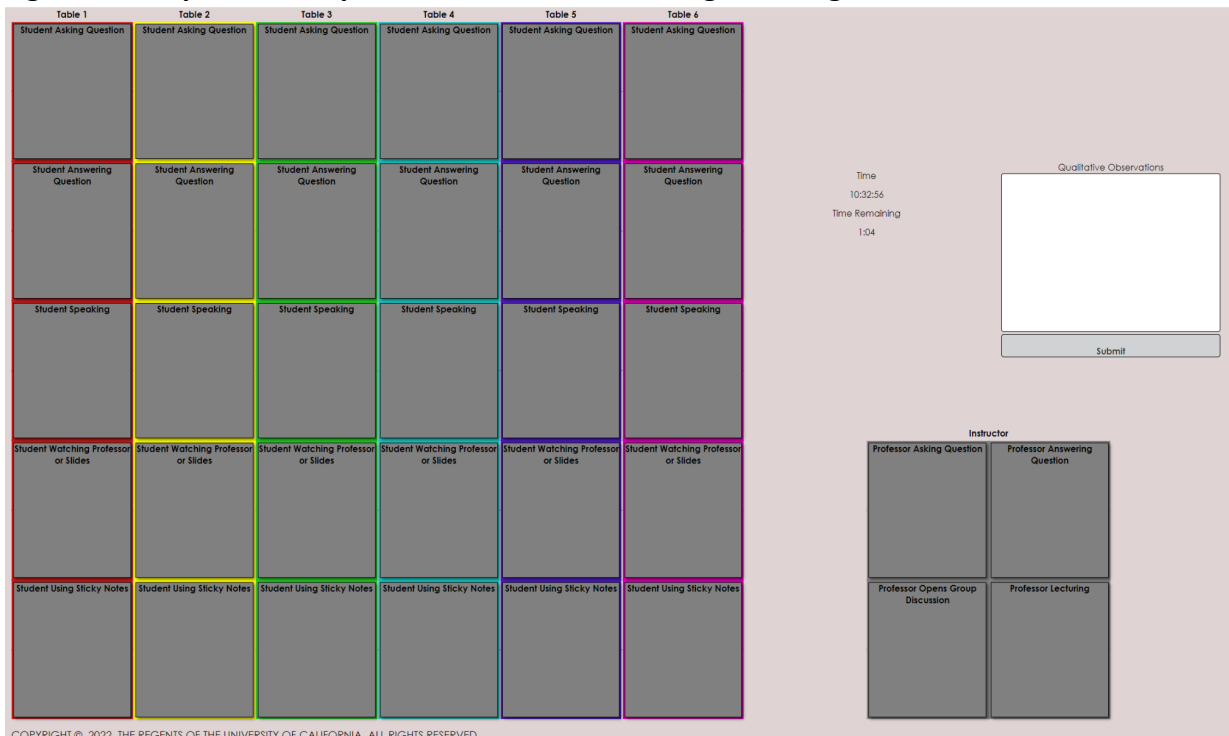 Table 1 Table 2 Table 3 Table 4 Table 5 Table 6
Student Asking Question Student Asking Question Student Asking Question Student Asking Question Student Asking Question Student Asking Question
Student Answering Student Answering Student Answering Student Answering Student Answering Student Answering
Question Question Question Question Question Question
Student Speaking Student Speaking Student Speaking Student Speaking Student Speaking Student Speaking
Student Watching Professor Student Watching Professor Student Watching Professor Student Watching Professor Student Watching Professor Student Watching Professor
or Slides or Slides or Slides or Slides or Slides or Slides
Student Using Sticky Notes Student Using Sticky Notes Student Using Sticky Notes Student Using Sticky Notes Student Using Sticky Notes Student Using Sticky Notes
Time
10:32:56
Time Remaining
1:04
Qualitative Observations
Submit
Instructor
Professor Asking Question Professor Answering
Question
Professor Opens Group Professor Lecturing
Discussion
COPYRIGHT © 2022 THE REGENTS OF THE UNIVERSITY OF CALIFORNIA. ALL RIGHTS RESERVED